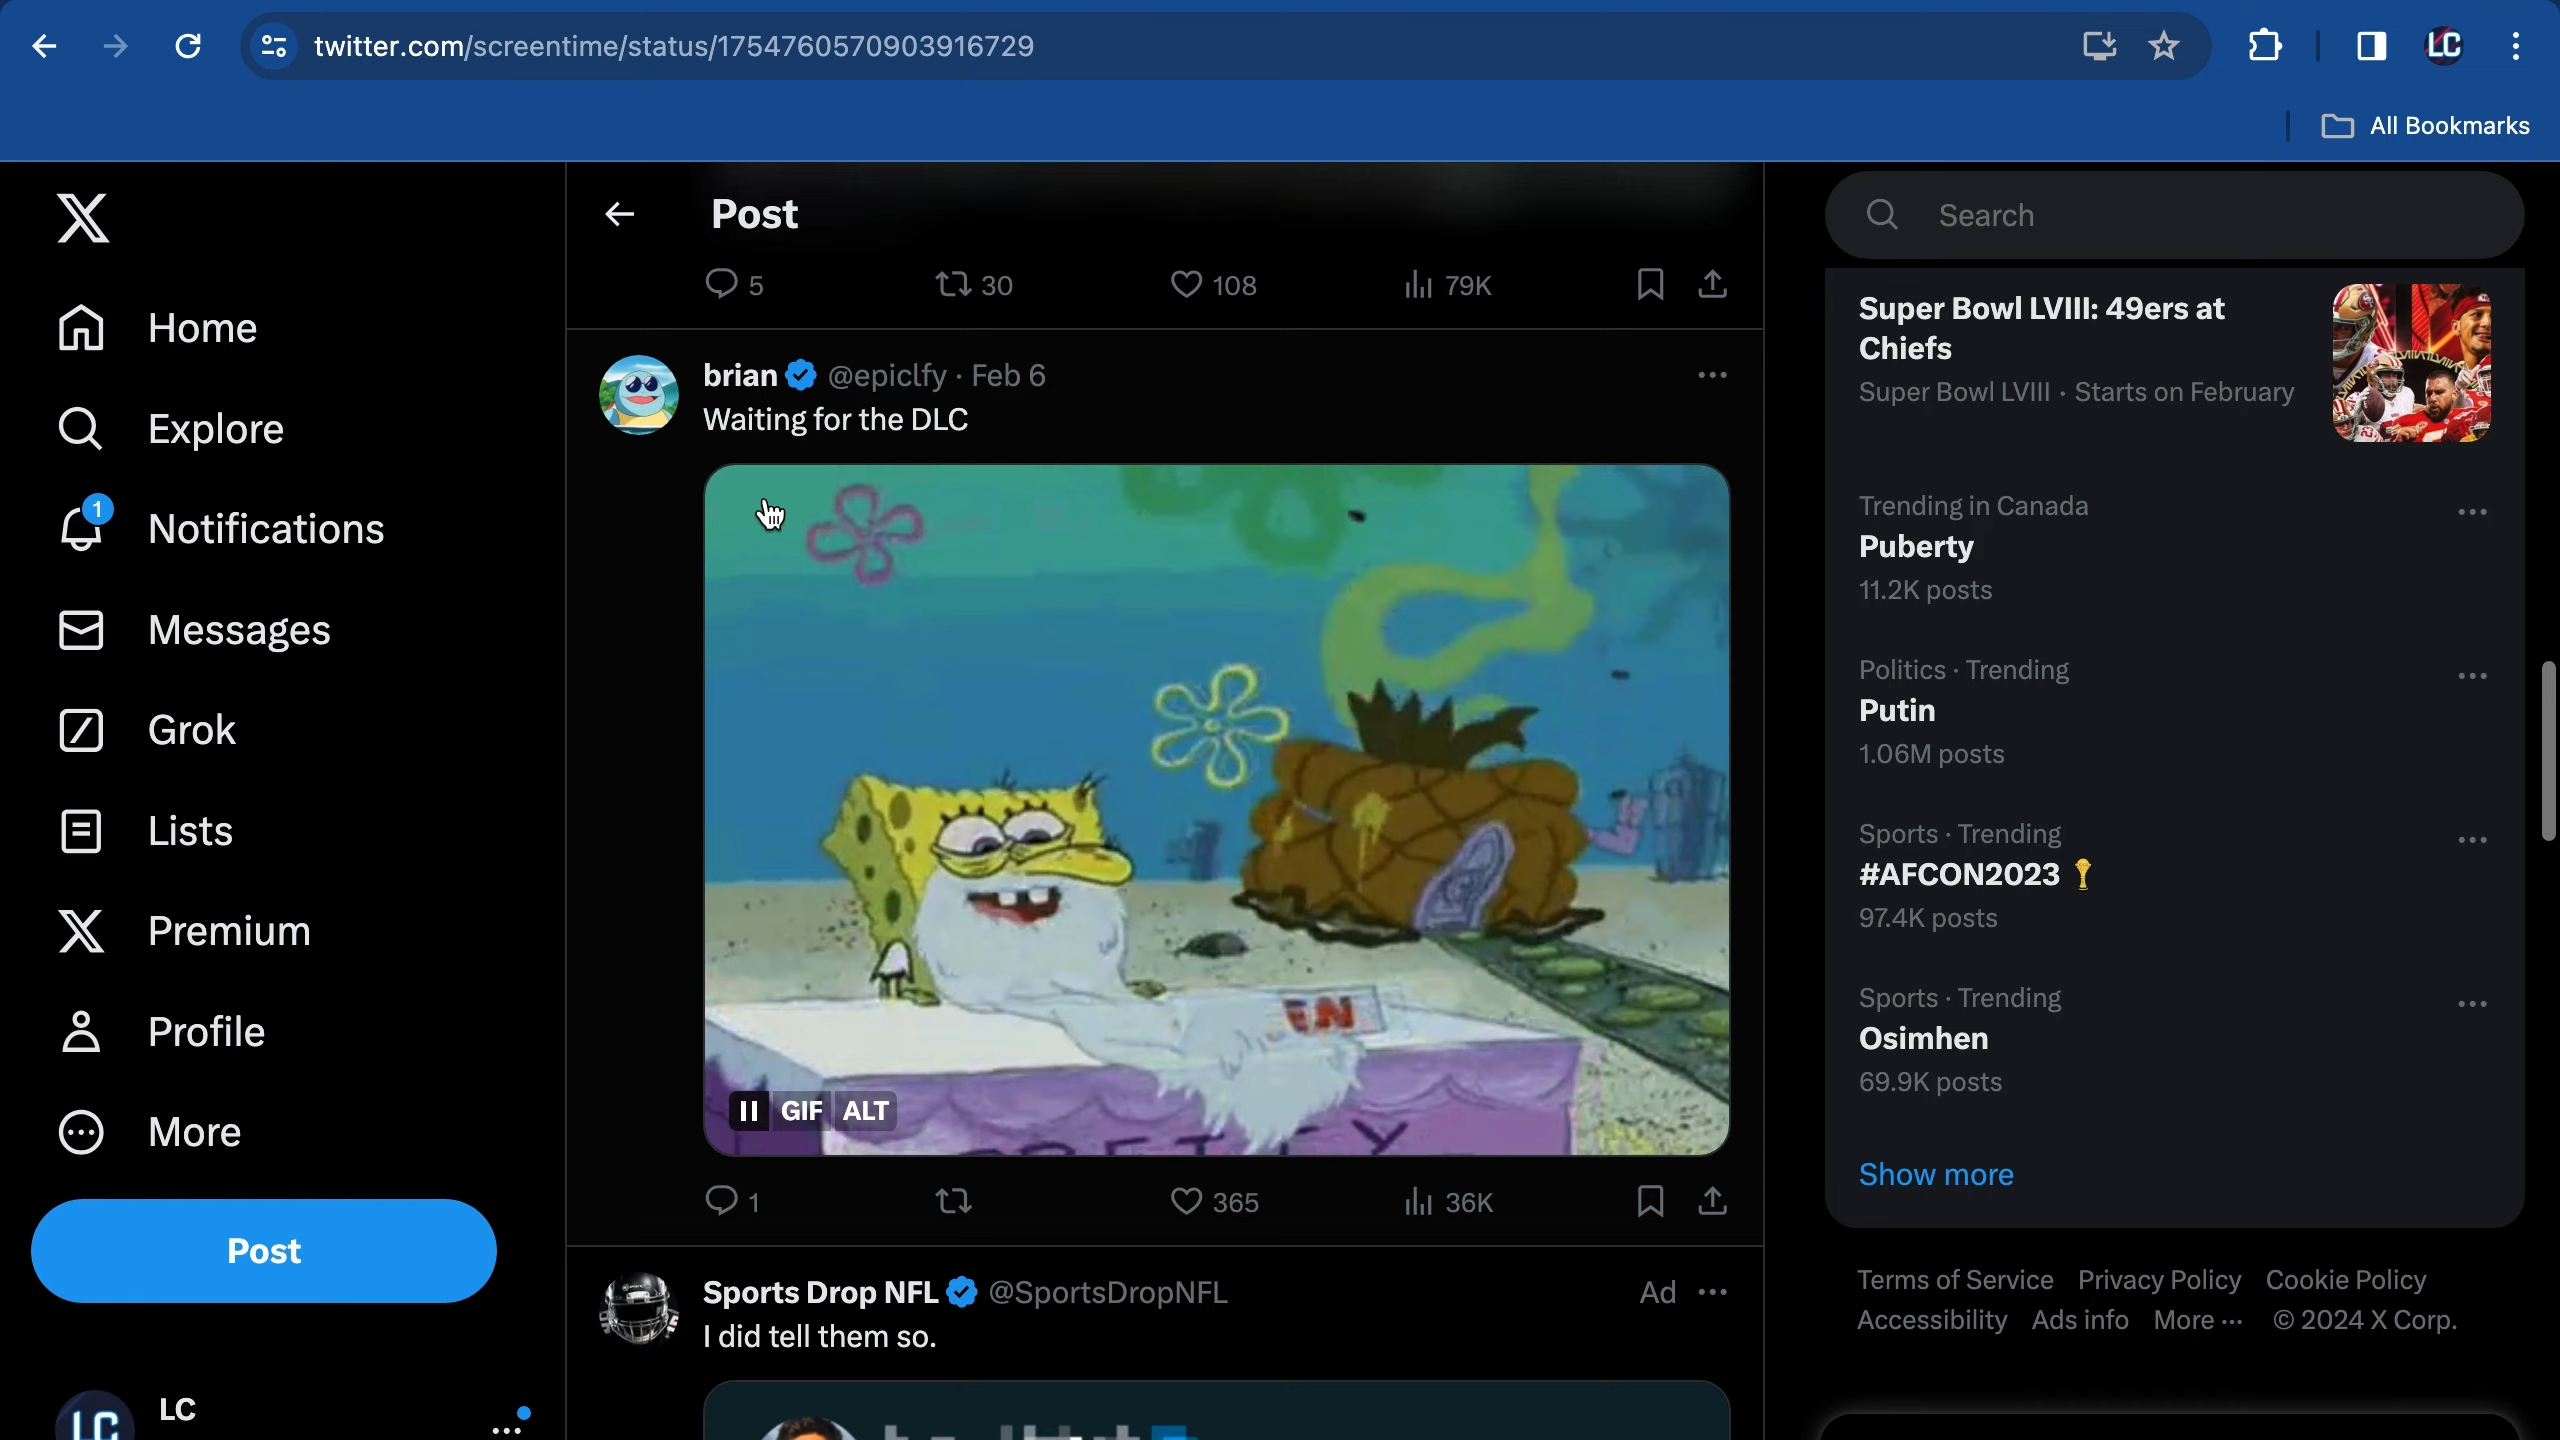 twitter.com/screentime/status/1754760570903916729
LC
All Bookmarks
Home
Explore
1
Notifications
Messages
Grok
Lists
Premium
Profile
More
Post
LC
LC
Post
5 30 108 79K
brian @epiclfy · Feb 6
Waiting for the DLC
GIF ALT
1 365 36K
Sports Drop NFL @SportsDropNFL Ad
I did tell them so.
Search
Super Bowl LVIII: 49ers at
Chiefs
Super Bowl LVIII · Starts on February
Trending in Canada
Puberty
11.2K posts
Politics · Trending
Putin
1.06M posts
Sports · Trending
#AFCON2023
97.4K posts
Sports · Trending
Osimhen
69.9K posts
Show more
Terms of Service Privacy Policy Cookie Policy
Accessibility Ads info More ··· © 2024 X Corp.